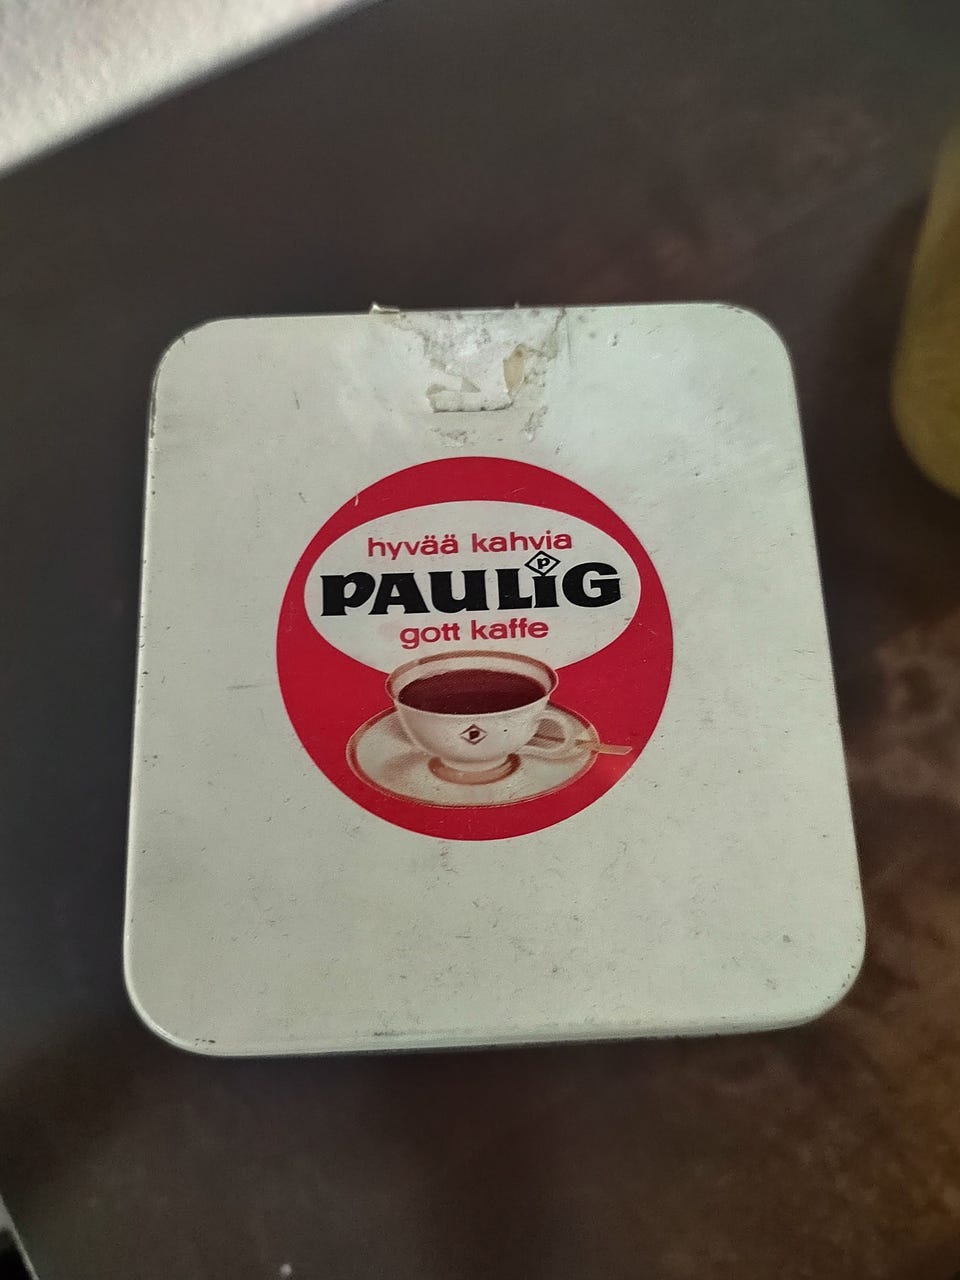 hyvää kahvia
P
PAULIG
gott kaffe
P